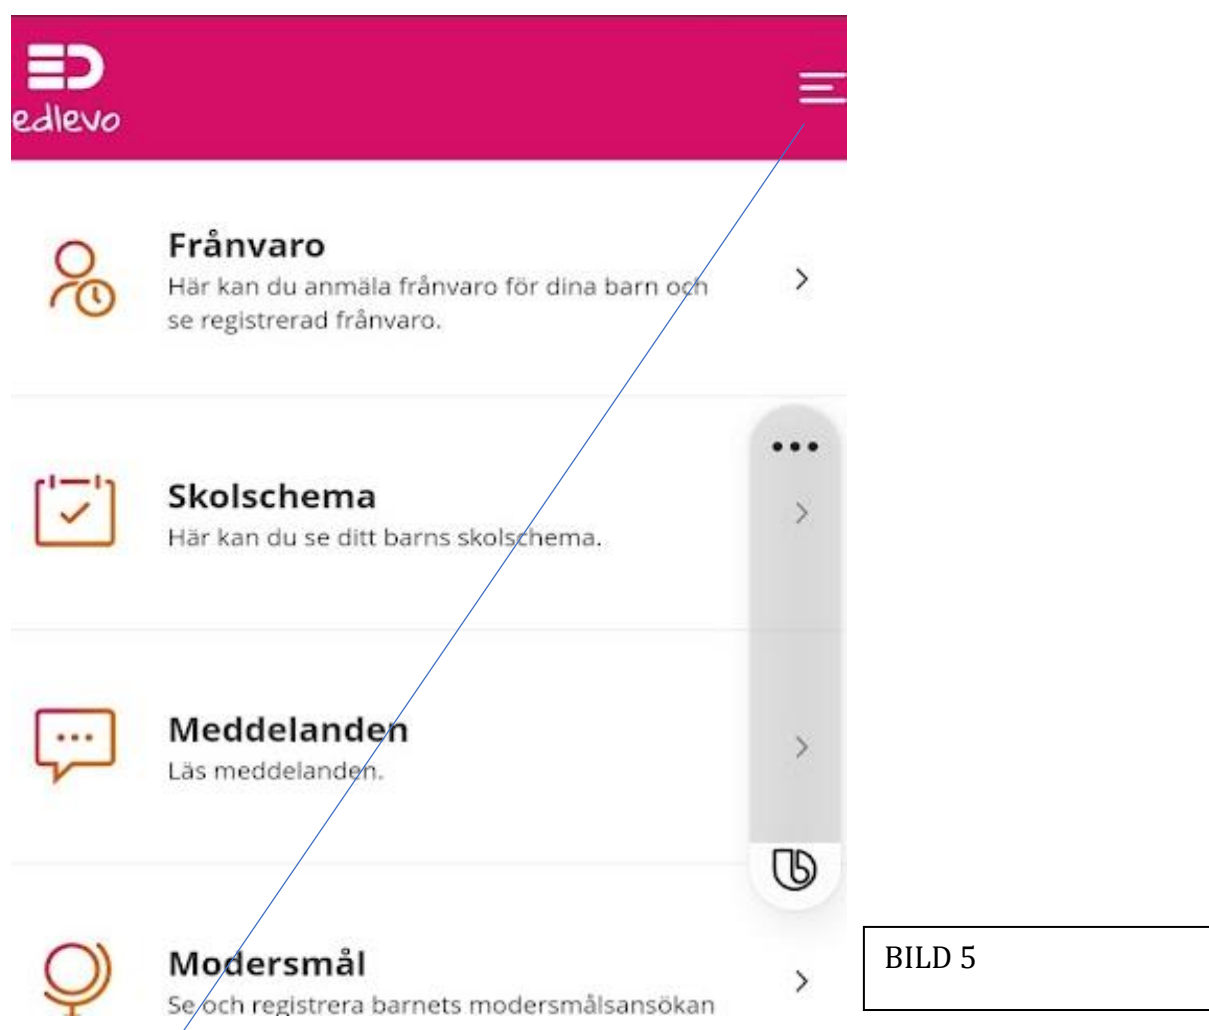 edlevo
Frånvaro
Här kan du anmäla frånvaro för dina barn och
se registrerad frånvaro.
Skolschema
Här kan du se ditt barns skolschema.
Meddelanden
Läs meddelanden.
Modersmål
Se och registrera barnets modersmålsansökan
BILD 5